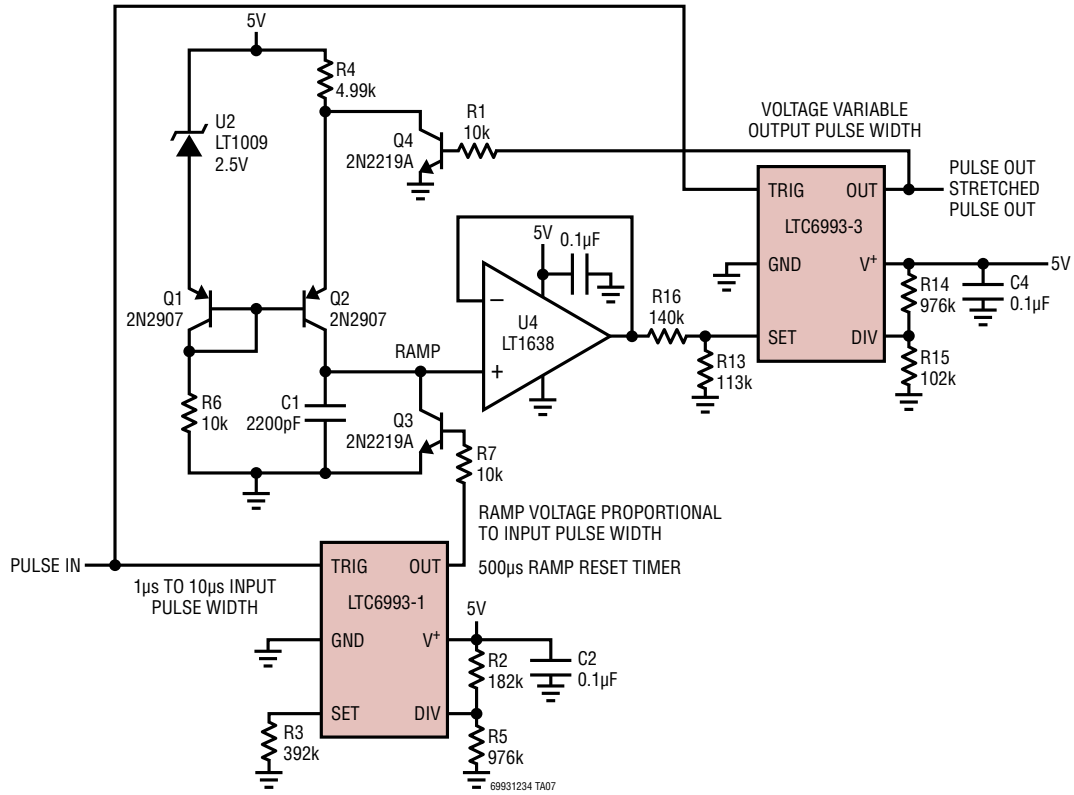 5V
R4
4.99k
U2
LT1009
2.5V
Q4
2N2219A
R1
10k
VOLTAGE VARIABLE
OUTPUT PULSE WIDTH
TRIG
OUT
LTC6993-3
GND
V+
SET
DIV
PULSE OUT
STRETCHED
PULSE OUT
5V
R14
976k
C4
0.1µF
R15
102k
Q1
2N2907
Q2
2N2907
5V
0.1µF
–
+
U4
LT1638
R16
140k
R13
113k
RAMP
R6
10k
C1
2200pF
Q3
2N2219A
R7
10k
RAMP VOLTAGE PROPORTIONAL
TO INPUT PULSE WIDTH
500µs RAMP RESET TIMER
PULSE IN
1µs TO 10µs INPUT
PULSE WIDTH
TRIG
OUT
LTC6993-1
GND
V+
SET
DIV
5V
R2
182k
C2
0.1µF
R3
392k
R5
976k
69931234 TA07